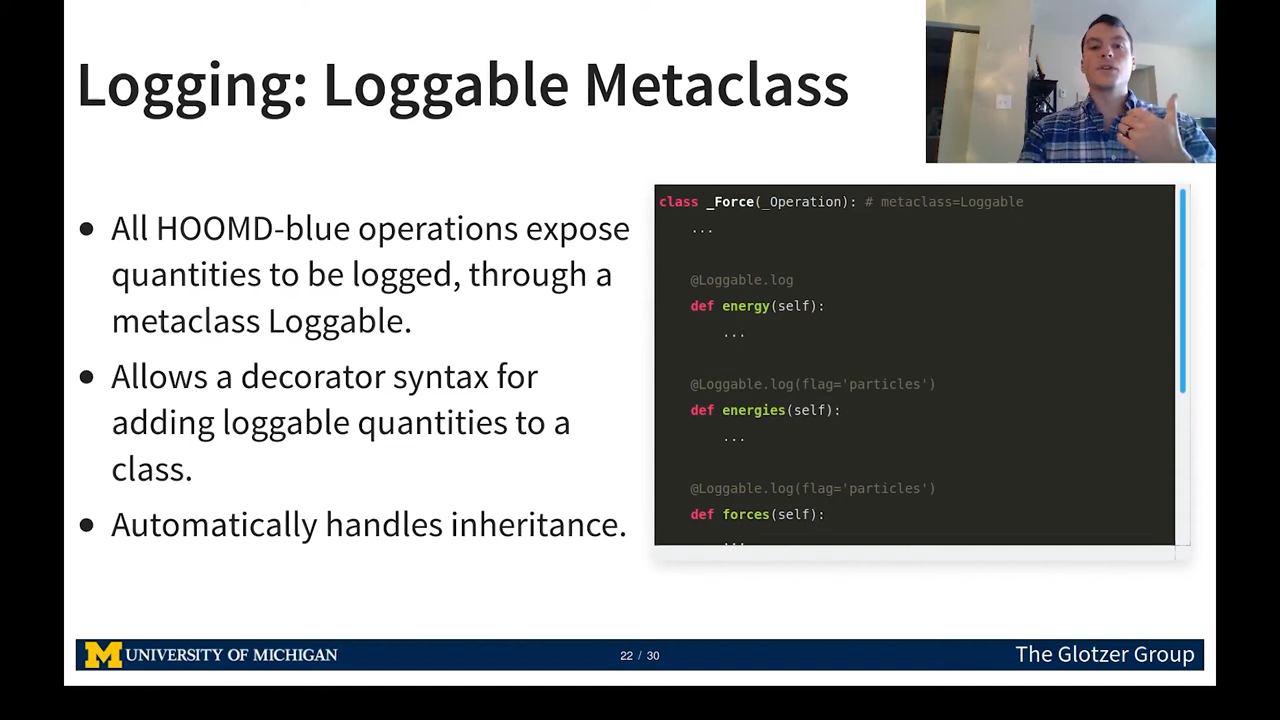 Logging: Loggable Metaclass
All HOOMD-blue operations expose
quantities to be logged, through a
metaclass Loggable.
Allows a decorator syntax for
adding loggable quantities to a
class.
Automatically handles inheritance.
class _Force(_Operation): # metaclass=Loggable
...
@Loggable.log
def energy(self):
...
@Loggable.log(flag='particles')
def energies(self):
...
@Loggable.log(flag='particles')
def forces(self):
...
M UNIVERSITY OF MICHIGAN
22 / 30
The Glotzer Group